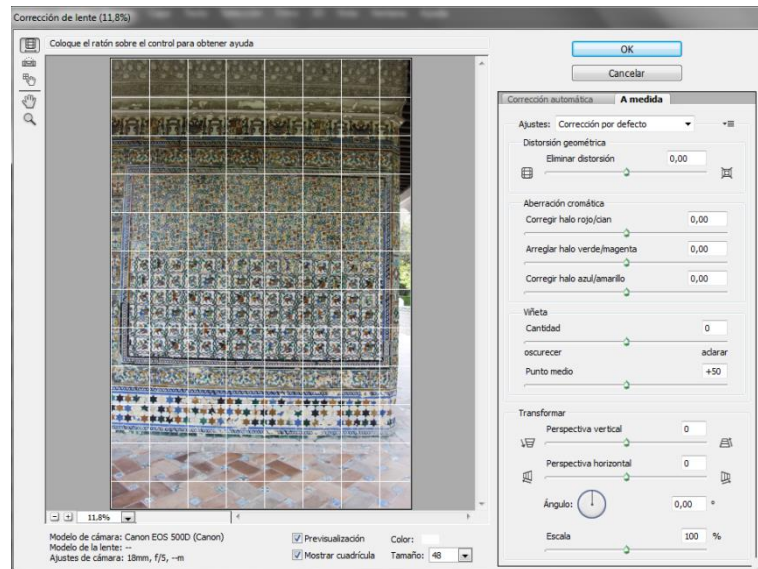 Corrección de lente (11,8%)
Coloque el ratón sobre el control para obtener ayuda
OK
Cancelar
Corrección automática
A medida
Ajustes: Corrección por defecto
Distorsión geométrica
Eliminar distorsión 0,00
Aberración cromática
Corregir halo rojo/cian 0,00
Arreglar halo verde/magenta 0,00
Corregir halo azul/amarillo 0,00
Viñeta
Cantidad 0
oscurecer aclarar
Punto medio +50
Transformar
Perspectiva vertical 0
Perspectiva horizontal 0
Ángulo: 0,00 °
Escala 100 %
11,8%
Modelo de cámara: Canon EOS 500D (Canon)
Modelo de la lente: --
Ajustes de cámara: 18mm, f/5, --m
Previsualización Color:
Mostrar cuadrícula Tamaño: 48